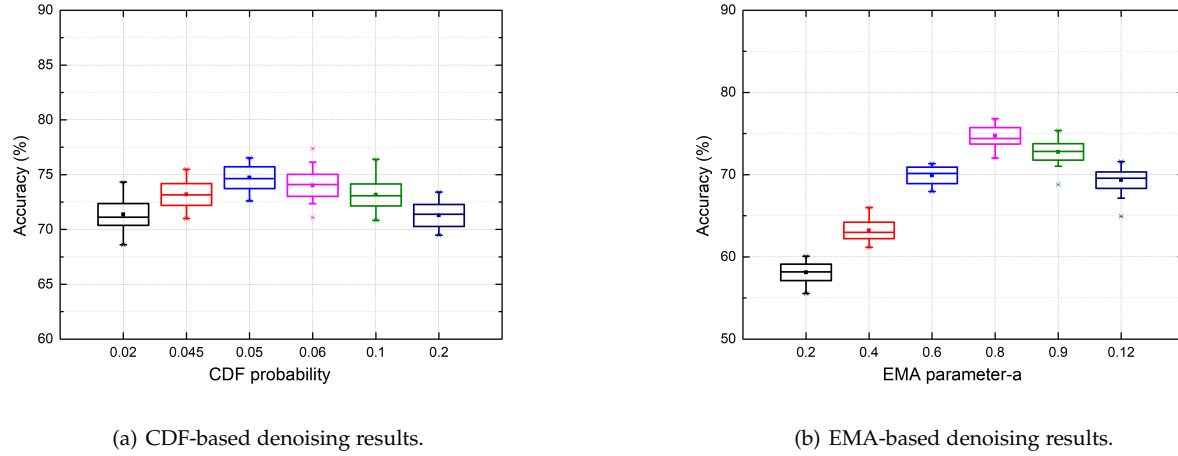 90
85
80
75
70
65
60
Accuracy (%)
0.02 0.045 0.05 0.06 0.1 0.2
CDF probability
(a) CDF-based denoising results.
90
80
70
60
50
Accuracy (%)
0.2 0.4 0.6 0.8 0.9 0.12
EMA parameter-a
(b) EMA-based denoising results.